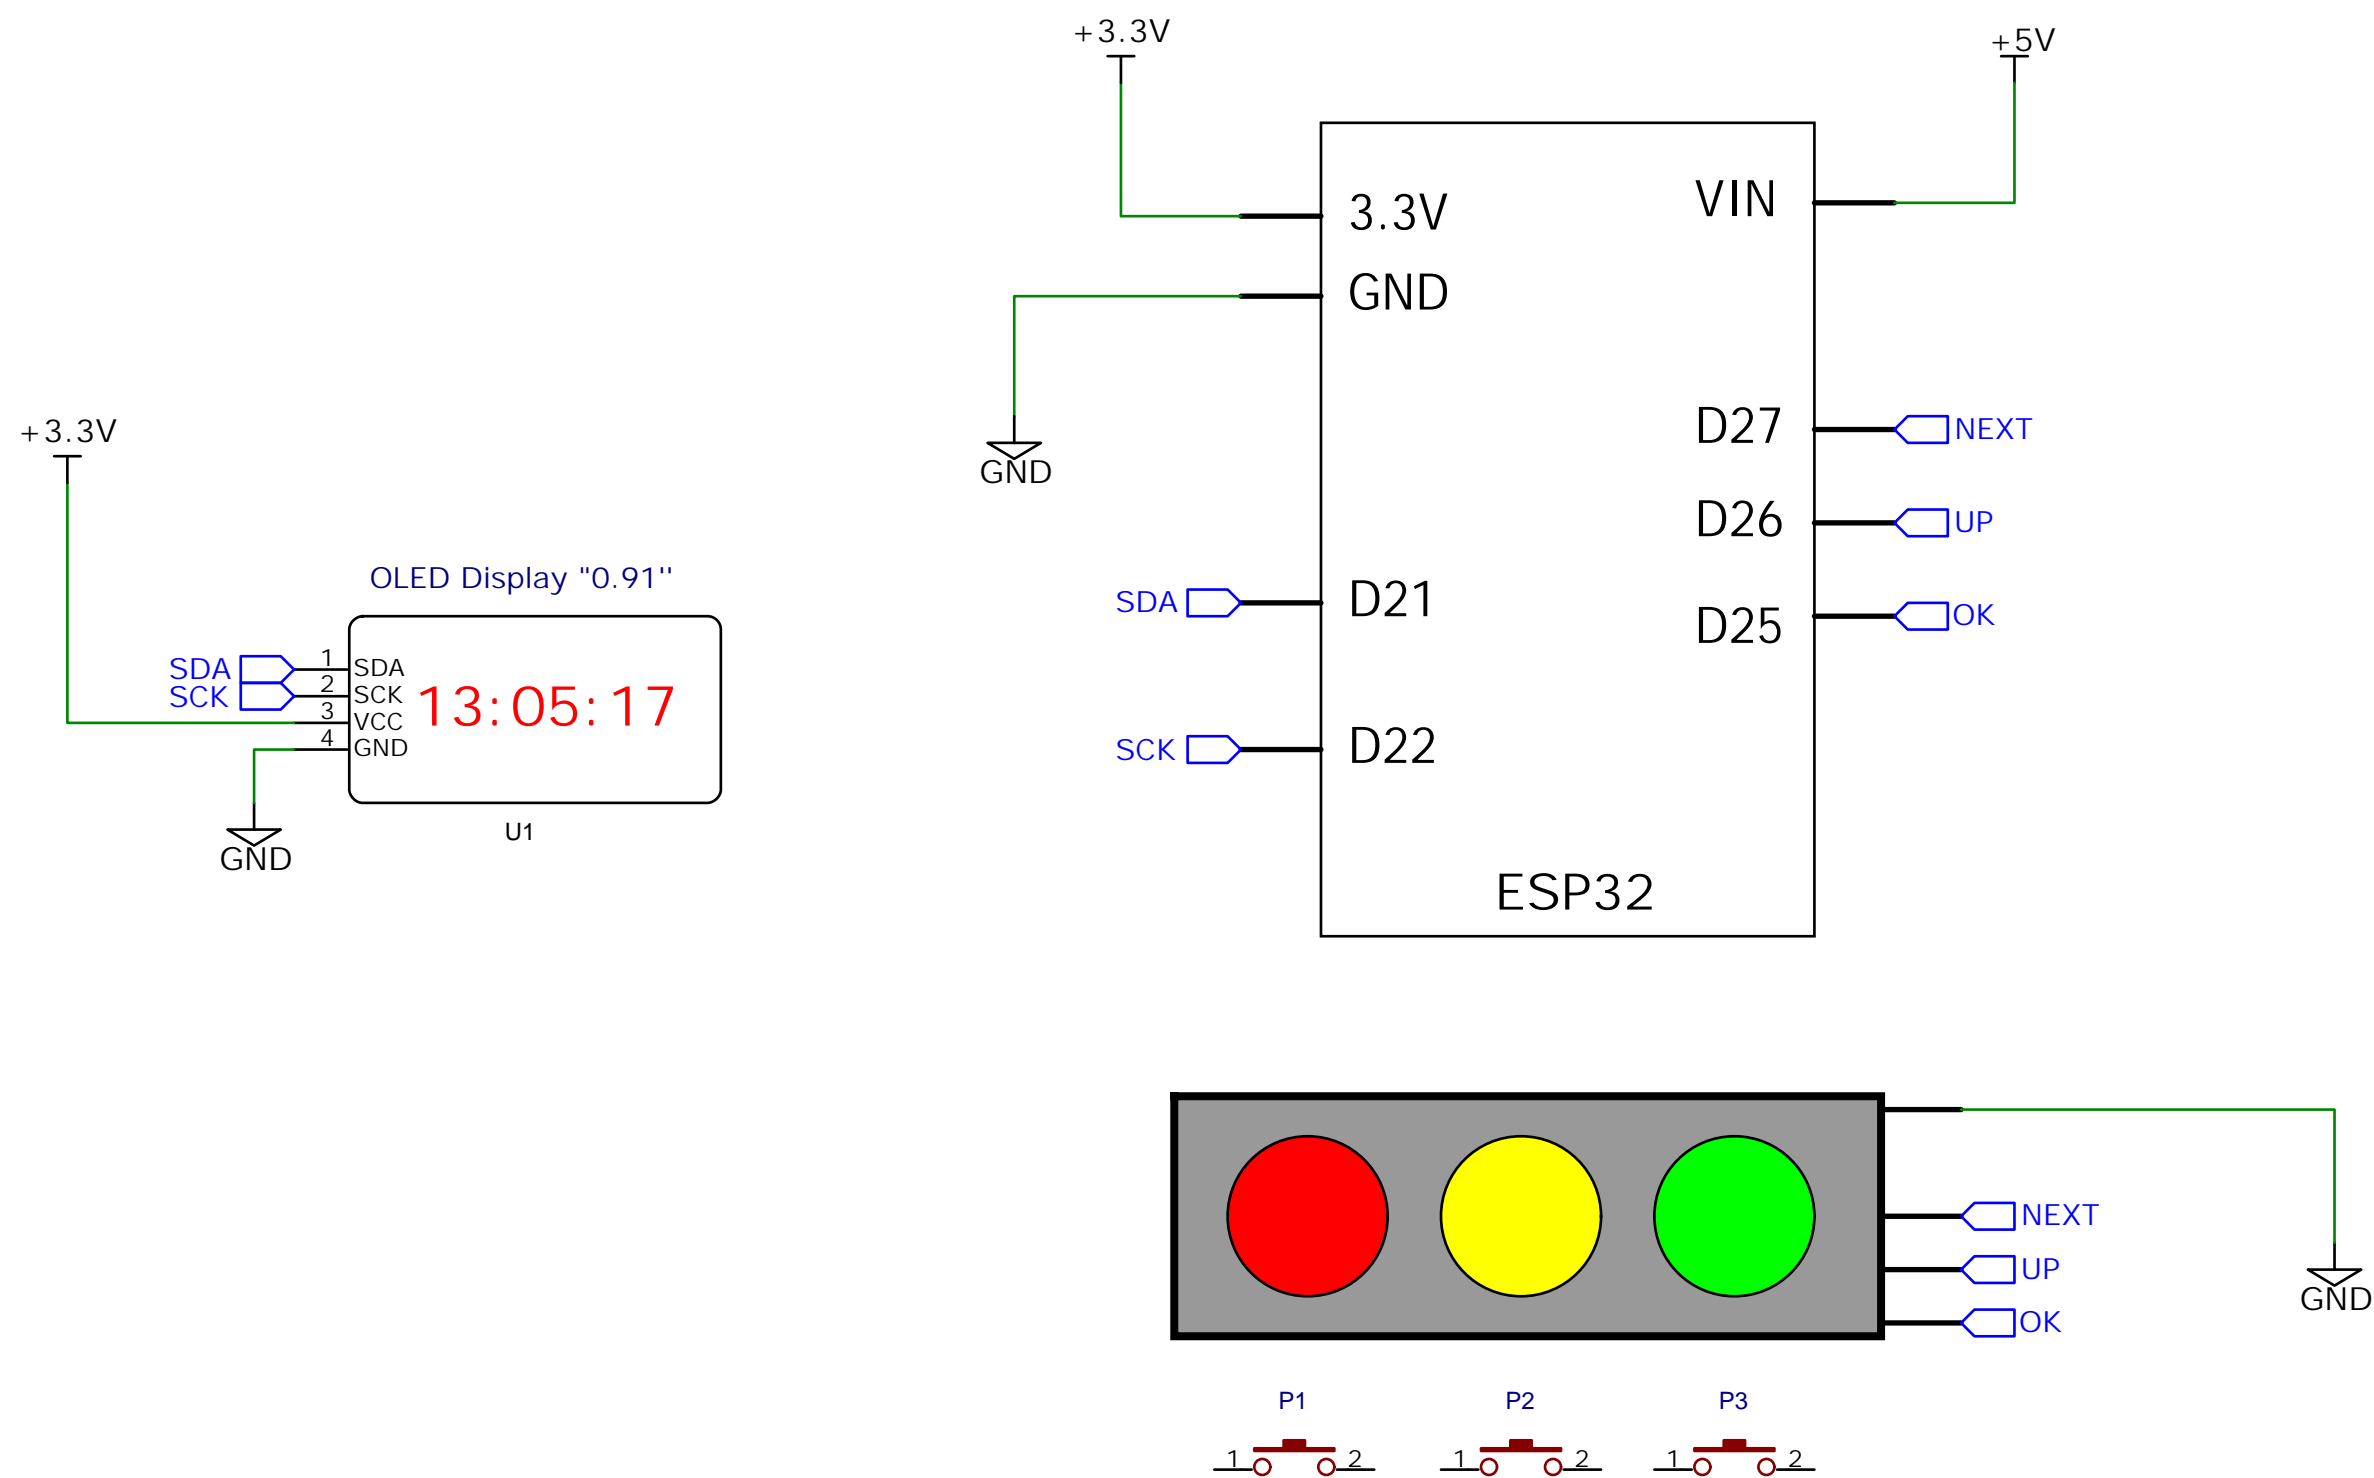 +3.3V
+5V
3.3V
VIN
GND
GND
D27
NEXT
D26
UP
D25
OK
SDA
D21
SCK
D22
ESP32
+3.3V
OLED Display "0.91''
SDA
1
SDA
SCK
2
SCK
3
VCC
4
GND
13:05:17
GND
U1
NEXT
UP
OK
GND
P1
P2
P3
1 2
1 2
1 2